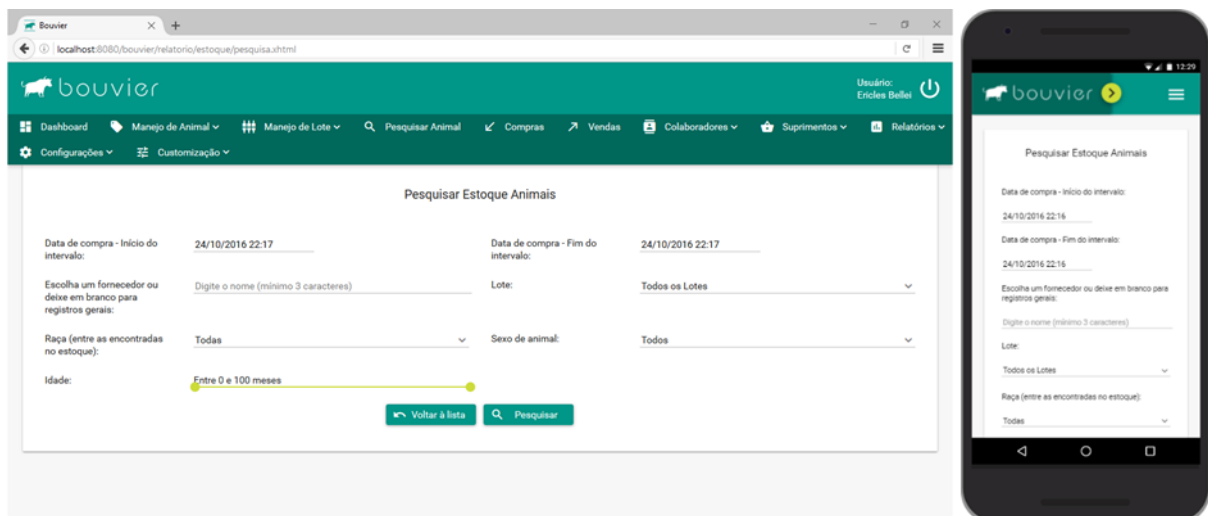 Bouvier
localhost:8080/bouvier/relatorio/estoque/pesquisa.xhtml
bouvier
Usuário:
Ericles Bellei
Dashboard Manejo de Animal Manejo de Lote Pesquisar Animal Compras Vendas Colaboradores Suprimentos Relatórios
Configurações Customização
Pesquisar Estoque Animais
Data de compra - Início do
intervalo:
24/10/2016 22:17
Data de compra - Fim do
intervalo:
24/10/2016 22:17
Escolha um fornecedor ou
deixe em branco para
registros gerais:
Digite o nome (mínimo 3 caracteres)
Lote:
Todos os Lotes
Raça (entre as encontradas
no estoque):
Todas
Sexo de animal:
Todos
Idade:
Entre 0 e 100 meses
Voltar à lista
Pesquisar
12:29
bouvier
Pesquisar Estoque Animais
Data de compra - Início do intervalo:
24/10/2016 22:16
Data de compra - Fim do intervalo:
24/10/2016 22:16
Escolha um fornecedor ou deixe em branco para
registros gerais:
Digite o nome (mínimo 3 caracteres)
Lote:
Todos os Lotes
Raça (entre as encontradas no estoque):
Todas